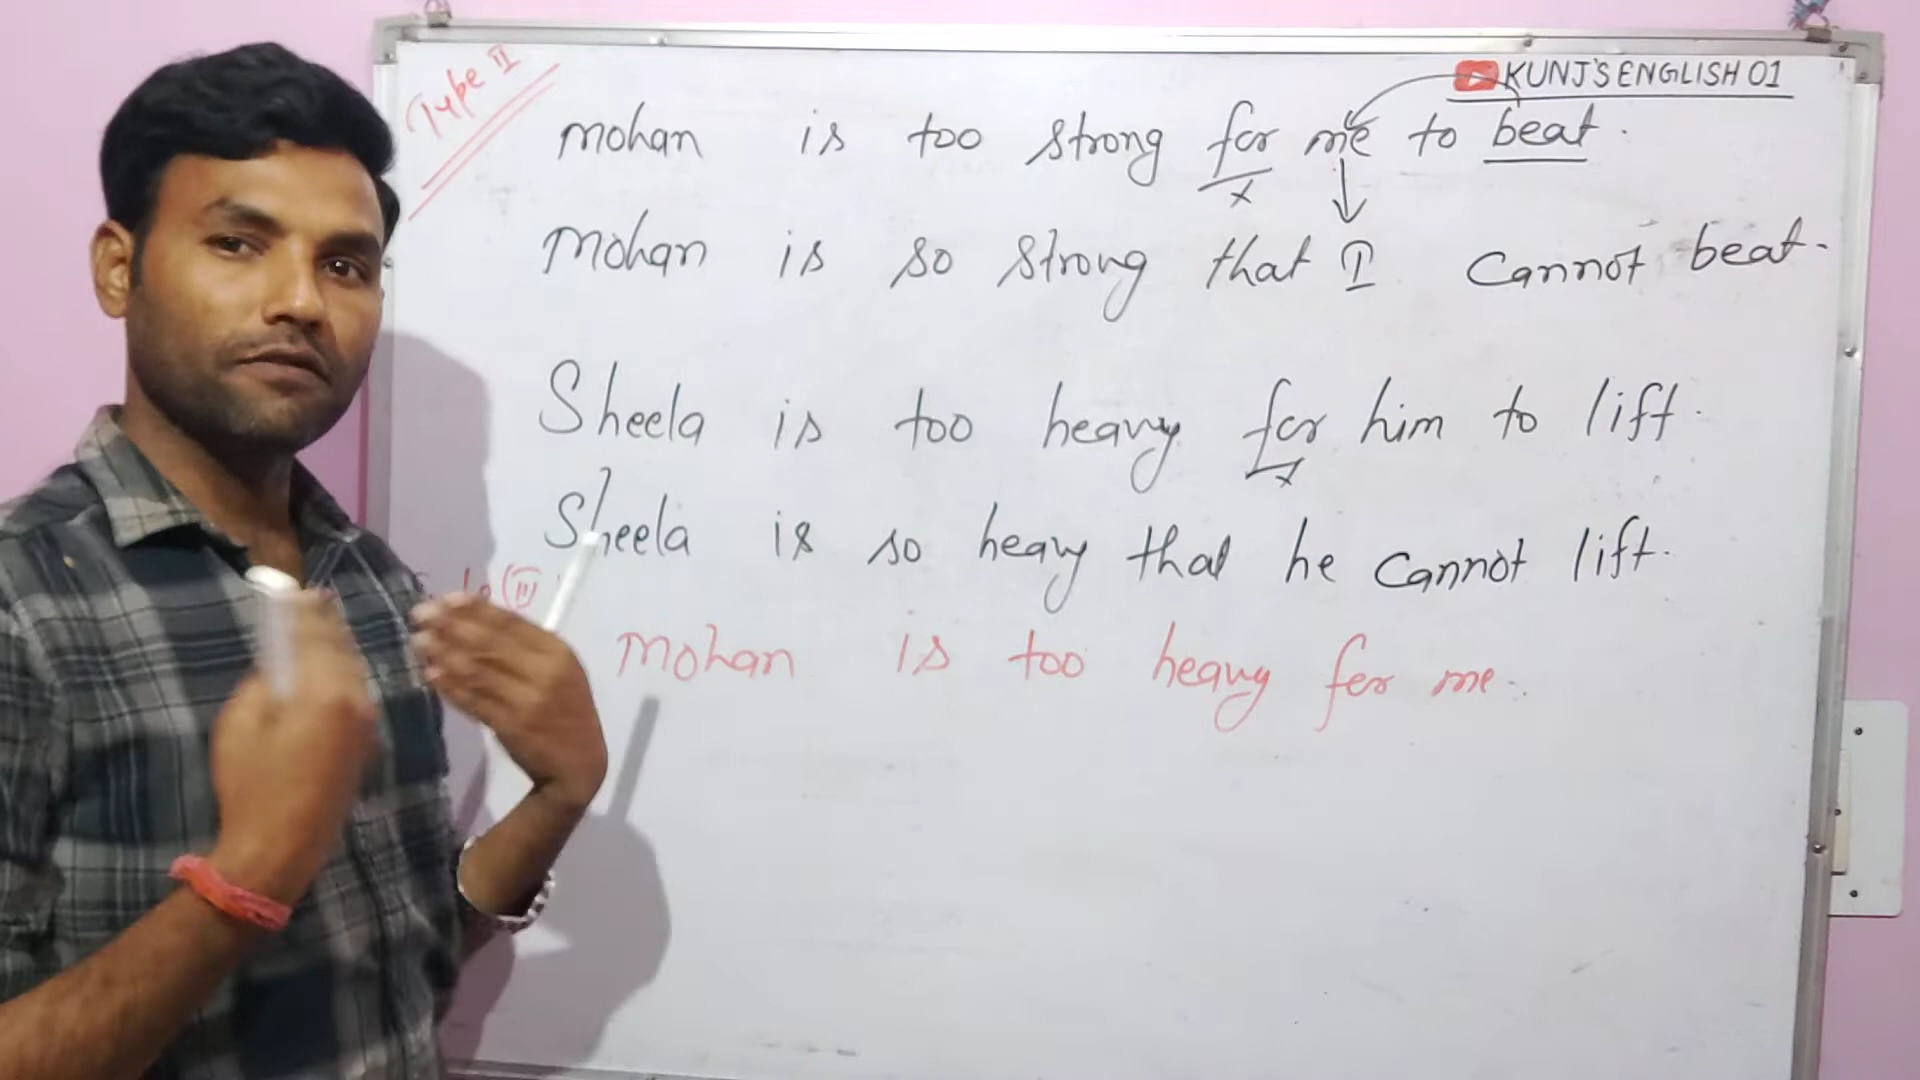 Type II
KUNJ'S ENGLISH 01
mohan is too strong for me to beat.
x
mohan is so strong that I cannot beat.
Sheela is too heavy for him to lift.
x
Sheela is so heavy that he cannot lift.
(III)
mohan is too heavy for me.